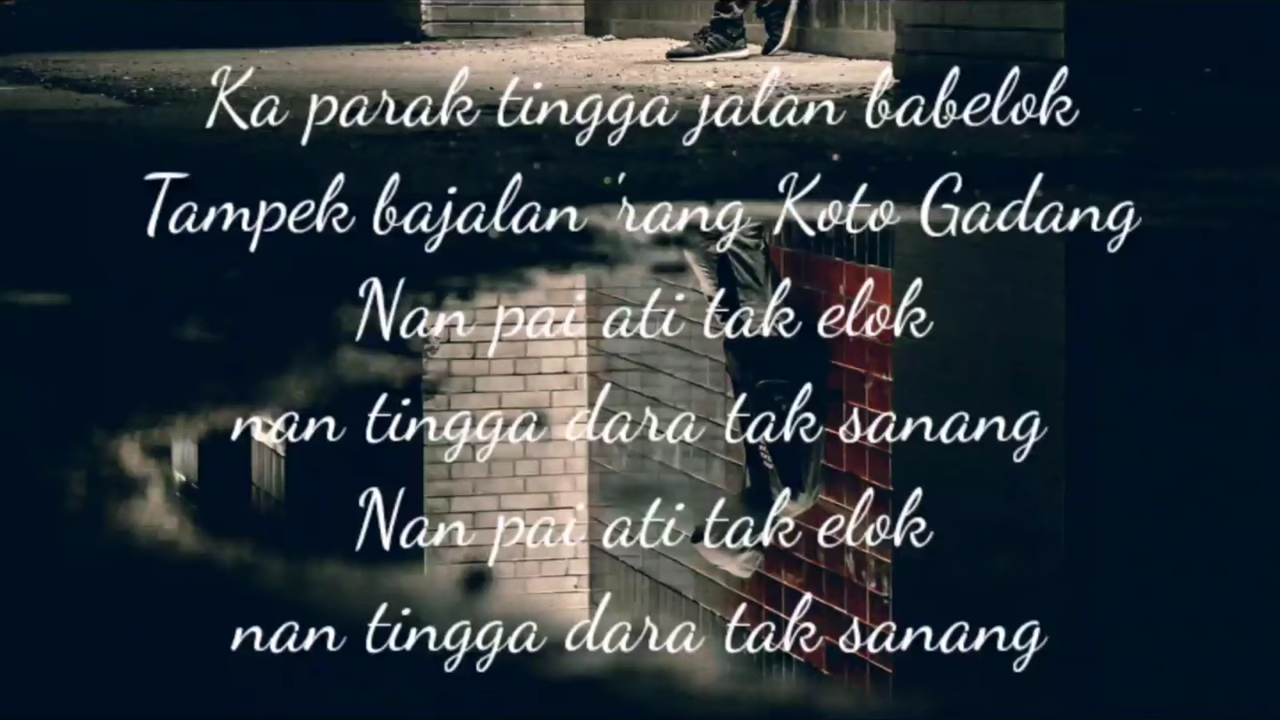 Ka parak tingga jalan babelok
Tampek bajalan 'rang Koto Gadang
Nan pai ati tak elok
nan tingga dara tak sanang
Nan pai ati tak elok
nan tingga dara tak sanang